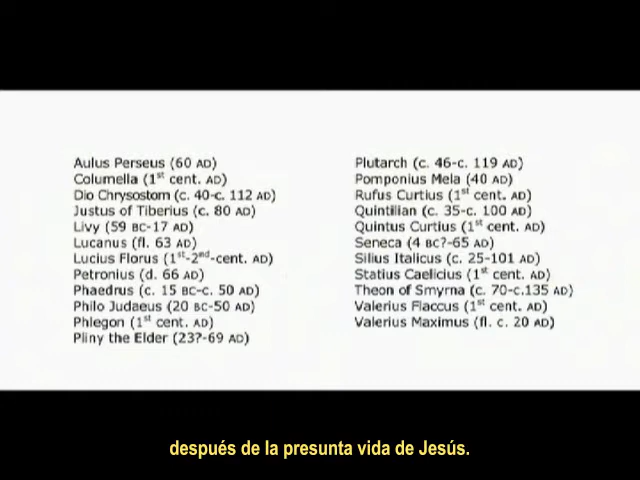 Aulus Perseus (60 AD)
Columella (1st cent. AD)
Dio Chrysostom (c. 40-c. 112 AD)
Justus of Tiberius (c. 80 AD)
Livy (59 BC-17 AD)
Lucanus (fl. 63 AD)
Lucius Florus (1st-2nd-cent. AD)
Petronius (d. 66 AD)
Phaedrus (c. 15 BC-c. 50 AD)
Philo Judaeus (20 BC-50 AD)
Phlegon (1st cent. AD)
Pliny the Elder (23?-69 AD)
Plutarch (c. 46-c. 119 AD)
Pomponius Mela (40 AD)
Rufus Curtius (1st cent. AD)
Quintilian (c. 35-c. 100 AD)
Quintus Curtius (1st cent. AD)
Seneca (4 BC?-65 AD)
Silius Italicus (c. 25-101 AD)
Statius Caelicius (1st cent. AD)
Theon of Smyrna (c. 70-c.135 AD)
Valerius Flaccus (1st cent. AD)
Valerius Maximus (fl. c. 20 AD)
después de la presunta vida de Jesús.